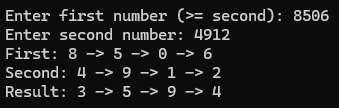 Enter first number (>= second): 8506
Enter second number: 4912
First: 8 -> 5 -> 0 -> 6
Second: 4 -> 9 -> 1 -> 2
Result: 3 -> 5 -> 9 -> 4